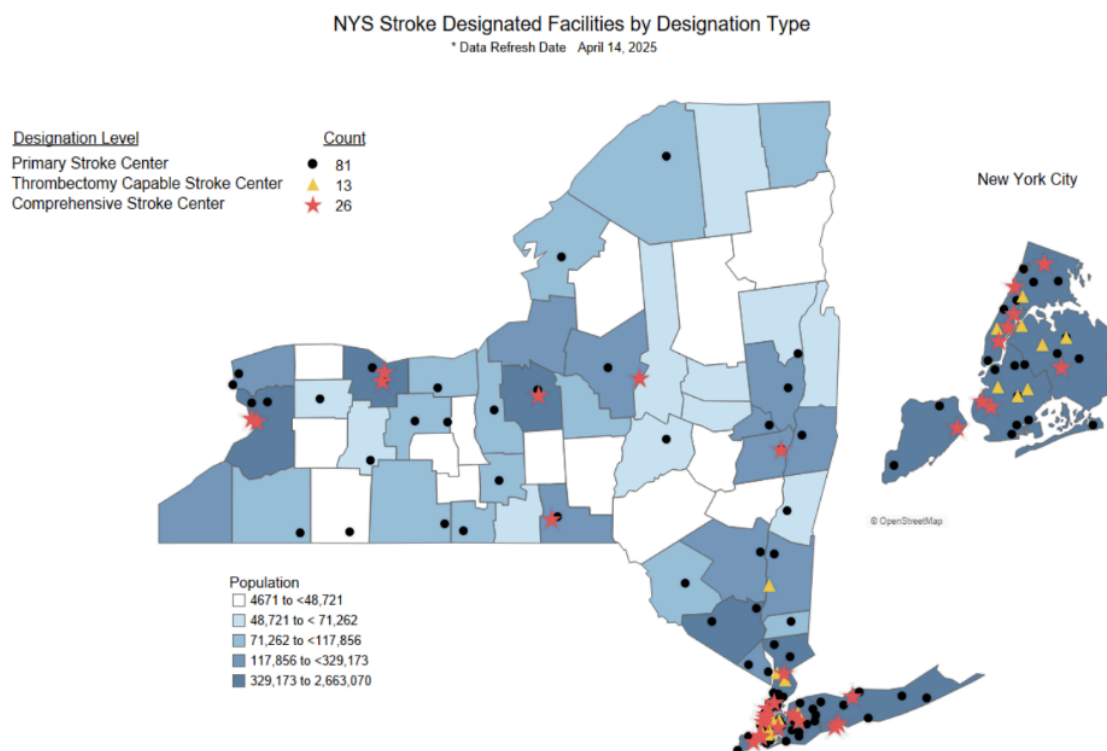 NYS Stroke Designated Facilities by Designation Type
* Data Refresh Date April 14, 2025
Designation Level Count
Primary Stroke Center 81
Thrombectomy Capable Stroke Center 13
Comprehensive Stroke Center 26
New York City
© OpenStreetMap
Population
4671 to <48,721
48,721 to < 71,262
71,262 to <117,856
117,856 to <329,173
329,173 to 2,663,070